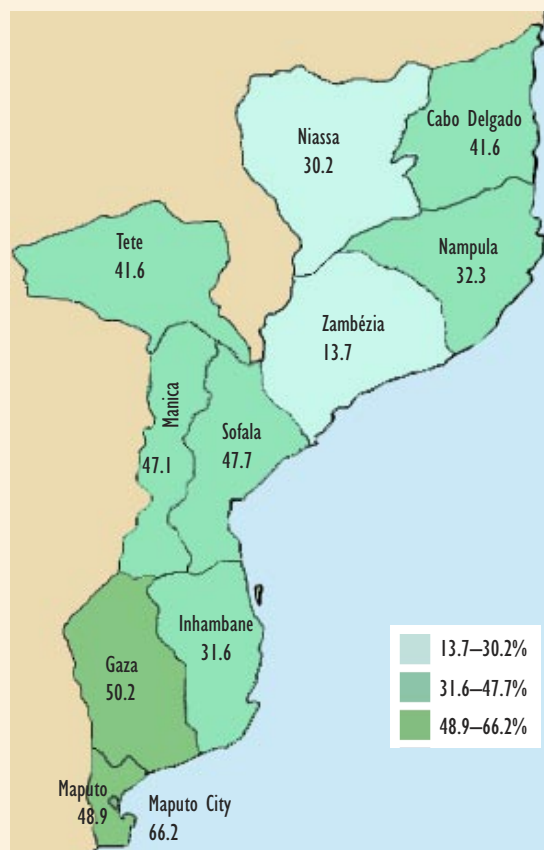 Niassa
30.2
Cabo Delgado
41.6
Tete
41.6
Nampula
32.3
Zambézia
13.7
Manica
47.1
Sofala
47.7
Inhambane
31.6
Gaza
50.2
Maputo
48.9
Maputo City
66.2
13.7–30.2%
31.6–47.7%
48.9–66.2%